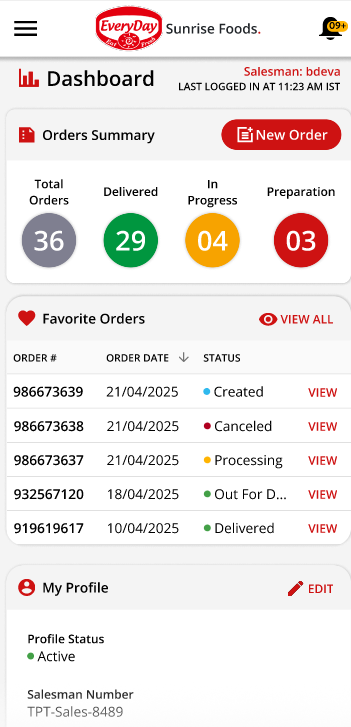 EveryDay
Eat Fresh
Sunrise Foods.
09+
Dashboard
Salesman: bdeva
LAST LOGGED IN AT 11:23 AM IST
Orders Summary
New Order
Total Orders
Delivered
In Progress
Preparation
36
29
04
03
Favorite Orders
VIEW ALL
ORDER # ORDER DATE STATUS
986673639 21/04/2025 Created VIEW
986673638 21/04/2025 Canceled VIEW
986673637 21/04/2025 Processing VIEW
932567120 18/04/2025 Out For D... VIEW
919619617 10/04/2025 Delivered VIEW
My Profile
EDIT
Profile Status
Active
Salesman Number
TPT-Sales-8489